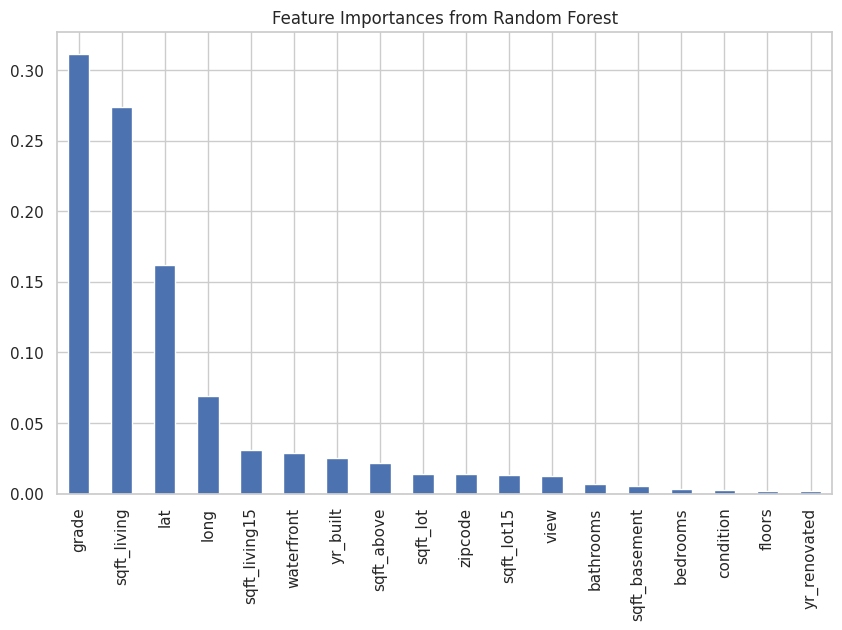 Feature Importances from Random Forest
0.30
0.25
0.20
0.15
0.10
0.05
0.00
grade
sqft_living
lat
long
sqft_living15
waterfront
yr_built
sqft_above
sqft_lot
zipcode
sqft_lot15
view
bathrooms
sqft_basement
bedrooms
condition
floors
yr_renovated